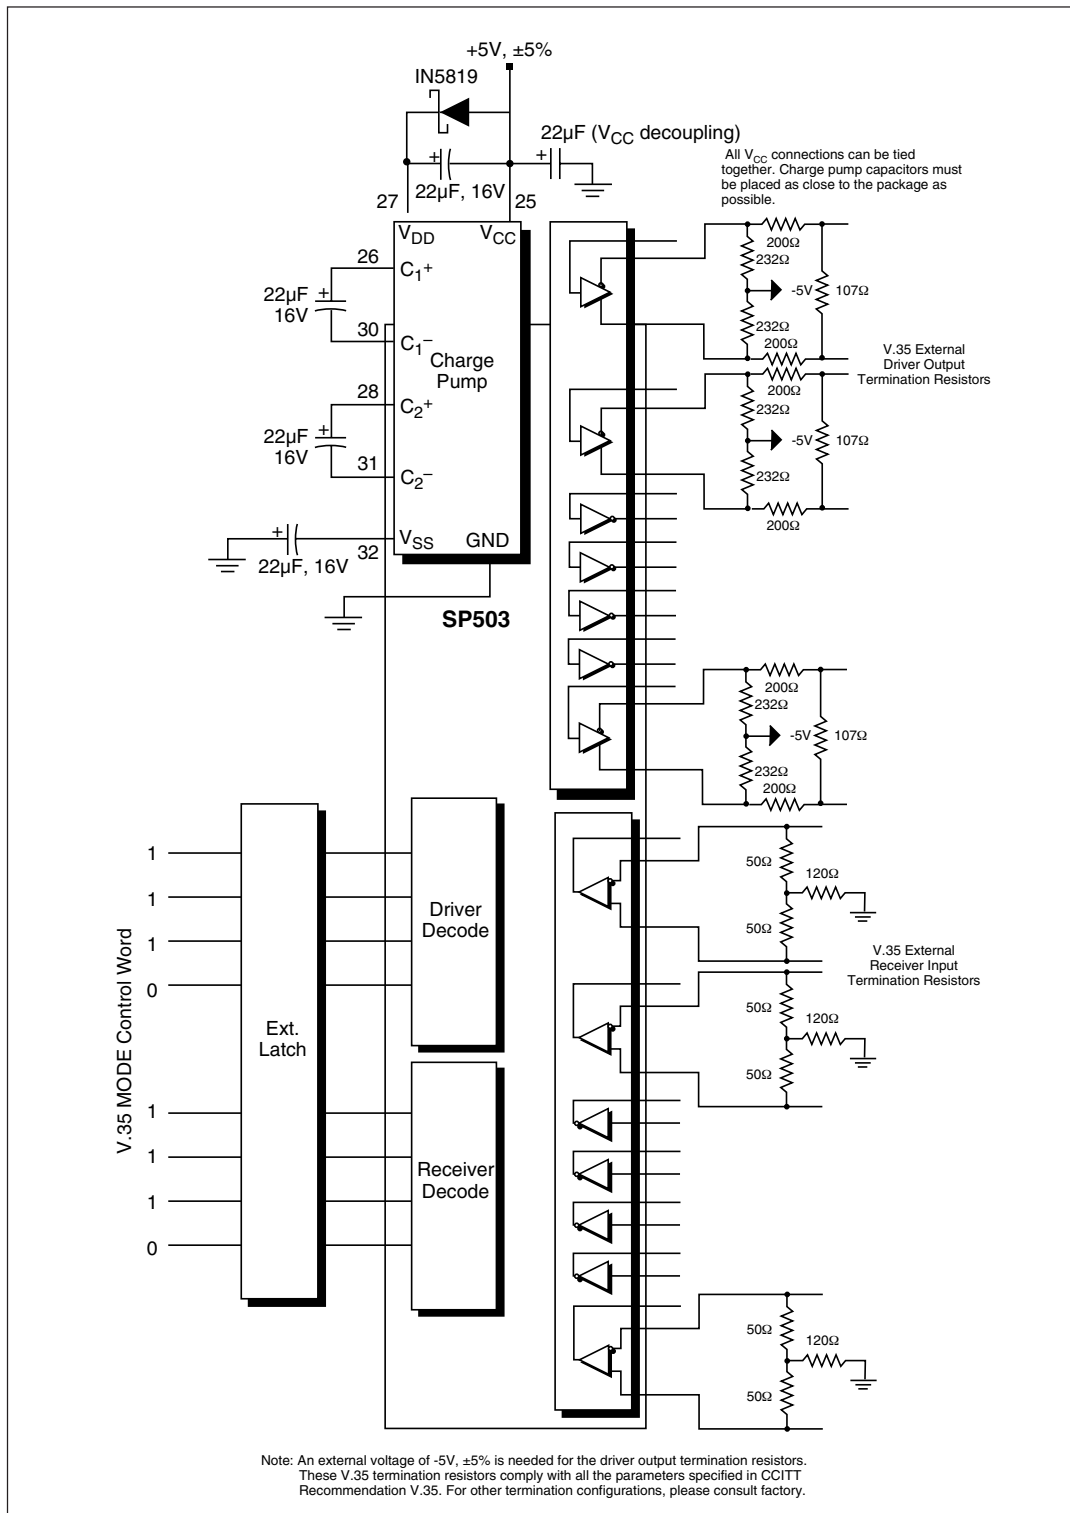 +5V, ±5%
IN5819
22µF (VCC decoupling)
22µF, 16V
+
+
27
25
All VCC connections can be tied
together. Charge pump capacitors must
be placed as close to the package as
possible.
VDD
VCC
26
C1+
22µF
16V
+
30
C1–
Charge
Pump
28
C2+
22µF
16V
+
31
C2–
VSS
GND
32
+
22µF, 16V
SP503
200Ω
232Ω
-5V
107Ω
232Ω
200Ω
V.35 External
Driver Output
Termination Resistors
200Ω
232Ω
-5V
107Ω
232Ω
200Ω
200Ω
232Ω
-5V
107Ω
232Ω
200Ω
V.35 MODE Control Word
1
1
1
0
1
1
1
0
Ext.
Latch
Driver
Decode
Receiver
Decode
50Ω
120Ω
50Ω
V.35 External
Receiver Input
Termination Resistors
50Ω
120Ω
50Ω
50Ω
120Ω
50Ω
Note: An external voltage of -5V, ±5% is needed for the driver output termination resistors.
These V.35 termination resistors comply with all the parameters specified in CCITT
Recommendation V.35. For other termination configurations, please consult factory.